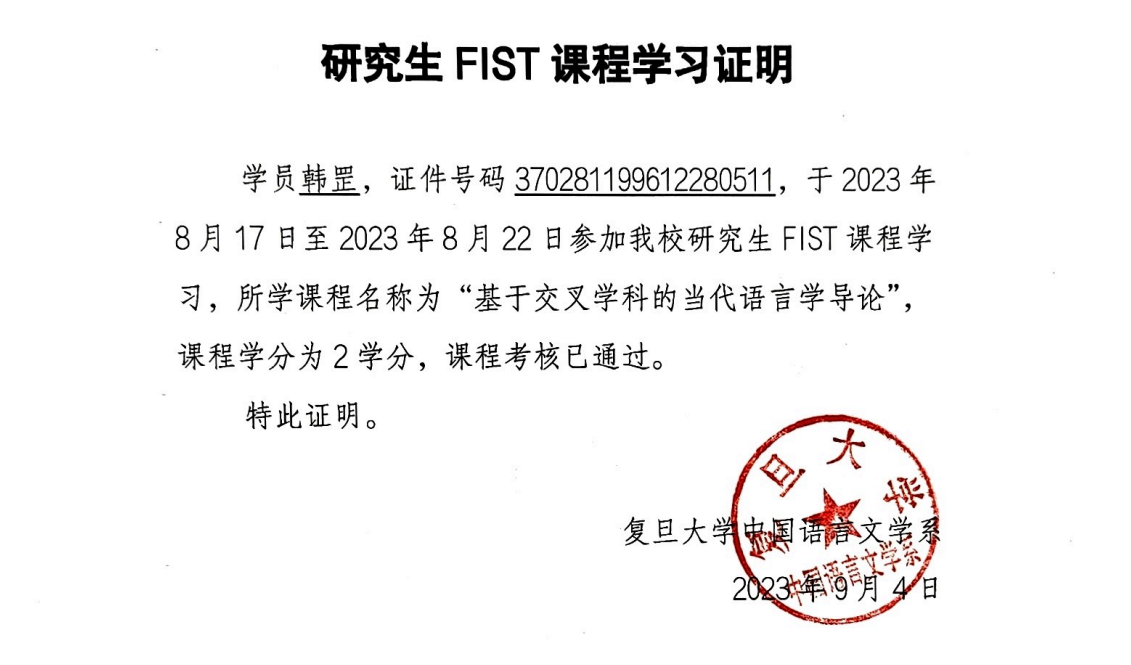 研究生 FIST 课程学习证明
学员韩罡，证件号码 370281199612280511，于 2023 年
8 月 17 日至 2023 年 8 月 22 日参加我校研究生 FIST 课程学
习，所学课程名称为“基于交叉学科的当代语言学导论”，
课程学分为 2 学分，课程考核已通过。
特此证明。
复旦大学
复旦大学中国语言文学系
中国语言文学系
2023 年 9 月 4 日